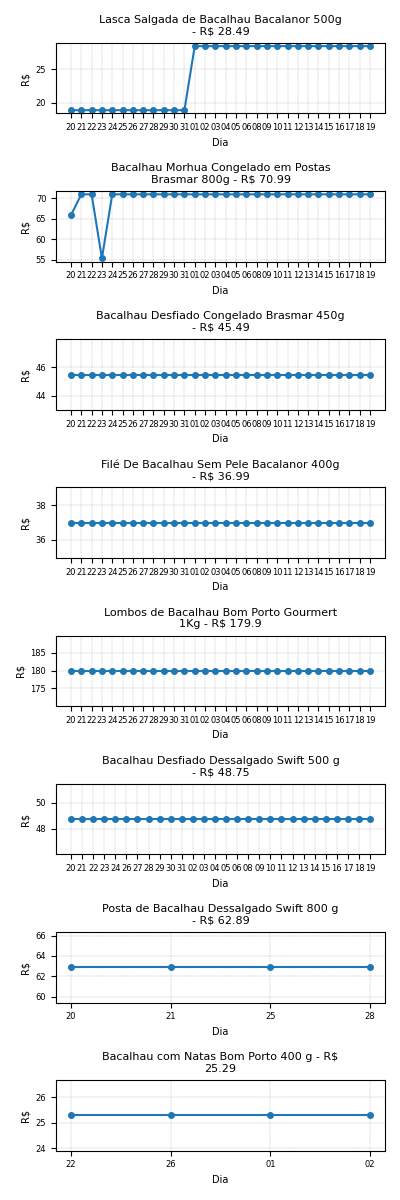 Lasca Salgada de Bacalhau Bacalanor 500g
- R$ 28.49
25
20
R$
20 21 22 23 24 25 26 27 28 29 30 31 01 02 03 04 05 06 08 09 10 11 12 13 14 15 16 17 18 19
Dia
Bacalhau Morhua Congelado em Postas
Brasmar 800g - R$ 70.99
70
65
60
55
R$
20 21 22 23 24 25 26 27 28 29 30 31 01 02 03 04 05 06 08 09 10 11 12 13 14 15 16 17 18 19
Dia
Bacalhau Desfiado Congelado Brasmar 450g
- R$ 45.49
46
44
R$
20 21 22 23 24 25 26 27 28 29 30 31 01 02 03 04 05 06 08 09 10 11 12 13 14 15 16 17 18 19
Dia
Filé De Bacalhau Sem Pele Bacalanor 400g
- R$ 36.99
38
36
R$
20 21 22 23 24 25 26 27 28 29 30 31 01 02 03 04 05 06 08 09 10 11 12 13 14 15 16 17 18 19
Dia
Lombos de Bacalhau Bom Porto Gourmert
1Kg - R$ 179.9
185
180
175
R$
20 21 22 23 24 25 26 27 28 29 30 31 01 02 03 04 05 06 08 09 10 11 12 13 14 15 16 17 18 19
Dia
Bacalhau Desfiado Dessalgado Swift 500 g
- R$ 48.75
50
48
R$
20 21 22 23 24 26 27 28 29 30 31 01 02 04 05 06 08 09 10 11 12 13 14 15 16 17 18 19
Dia
Posta de Bacalhau Dessalgado Swift 800 g
- R$ 62.89
66
64
62
60
R$
20 21 25 28
Dia
Bacalhau com Natas Bom Porto 400 g - R$
25.29
26
25
24
R$
22 26 01 02
Dia